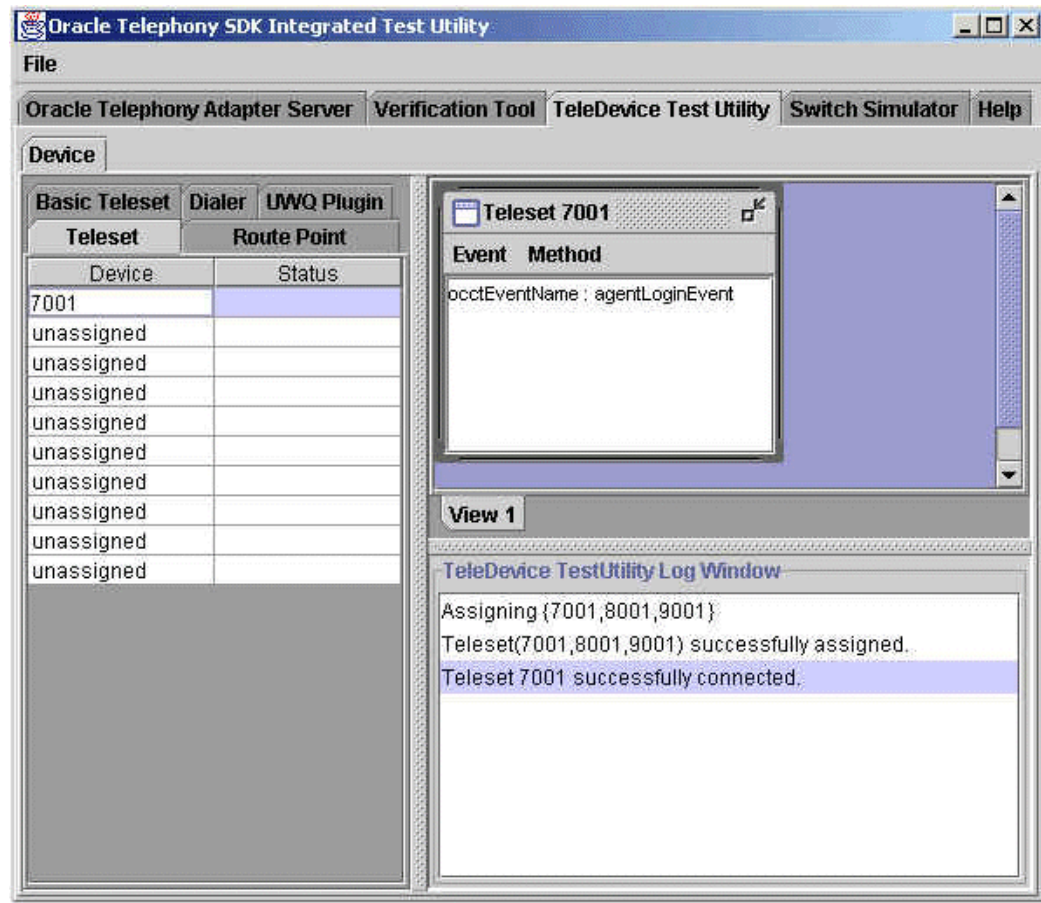 Oracle Telephony SDK Integrated Test Utility
File
Oracle Telephony Adapter Server Verification Tool TeleDevice Test Utility Switch Simulator Help
Device
Basic Teleset Dialer UWQ Plugin
Teleset Route Point
Device Status
7001
unassigned
unassigned
unassigned
unassigned
unassigned
unassigned
unassigned
unassigned
unassigned
Teleset 7001
Event Method
occtEventName : agentLoginEvent
View 1
TeleDevice TestUtility Log Window
Assigning {7001,8001,9001}
Teleset(7001,8001,9001) successfully assigned.
Teleset 7001 successfully connected.